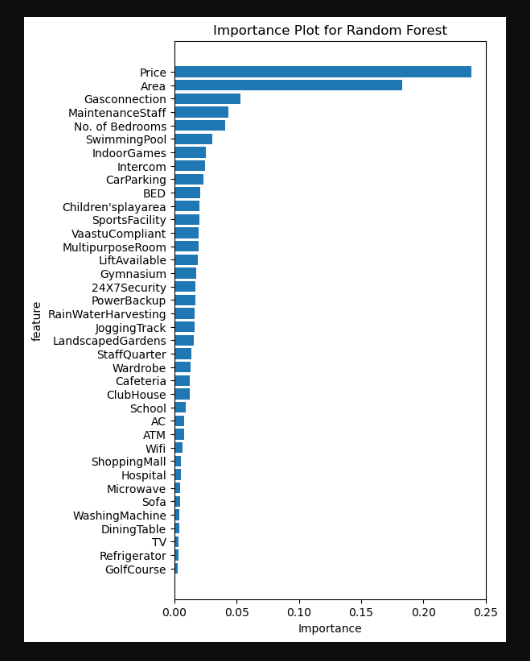 Importance Plot for Random Forest
Price
Area
Gasconnection
MaintenanceStaff
No. of Bedrooms
SwimmingPool
IndoorGames
Intercom
CarParking
BED
Children'splayarea
SportsFacility
VaastuCompliant
MultipurposeRoom
LiftAvailable
Gymnasium
24X7Security
PowerBackup
RainWaterHarvesting
JoggingTrack
LandscapedGardens
StaffQuarter
Wardrobe
Cafeteria
ClubHouse
School
AC
ATM
Wifi
ShoppingMall
Hospital
Microwave
Sofa
WashingMachine
DiningTable
TV
Refrigerator
GolfCourse
feature
0.00 0.05 0.10 0.15 0.20 0.25
Importance